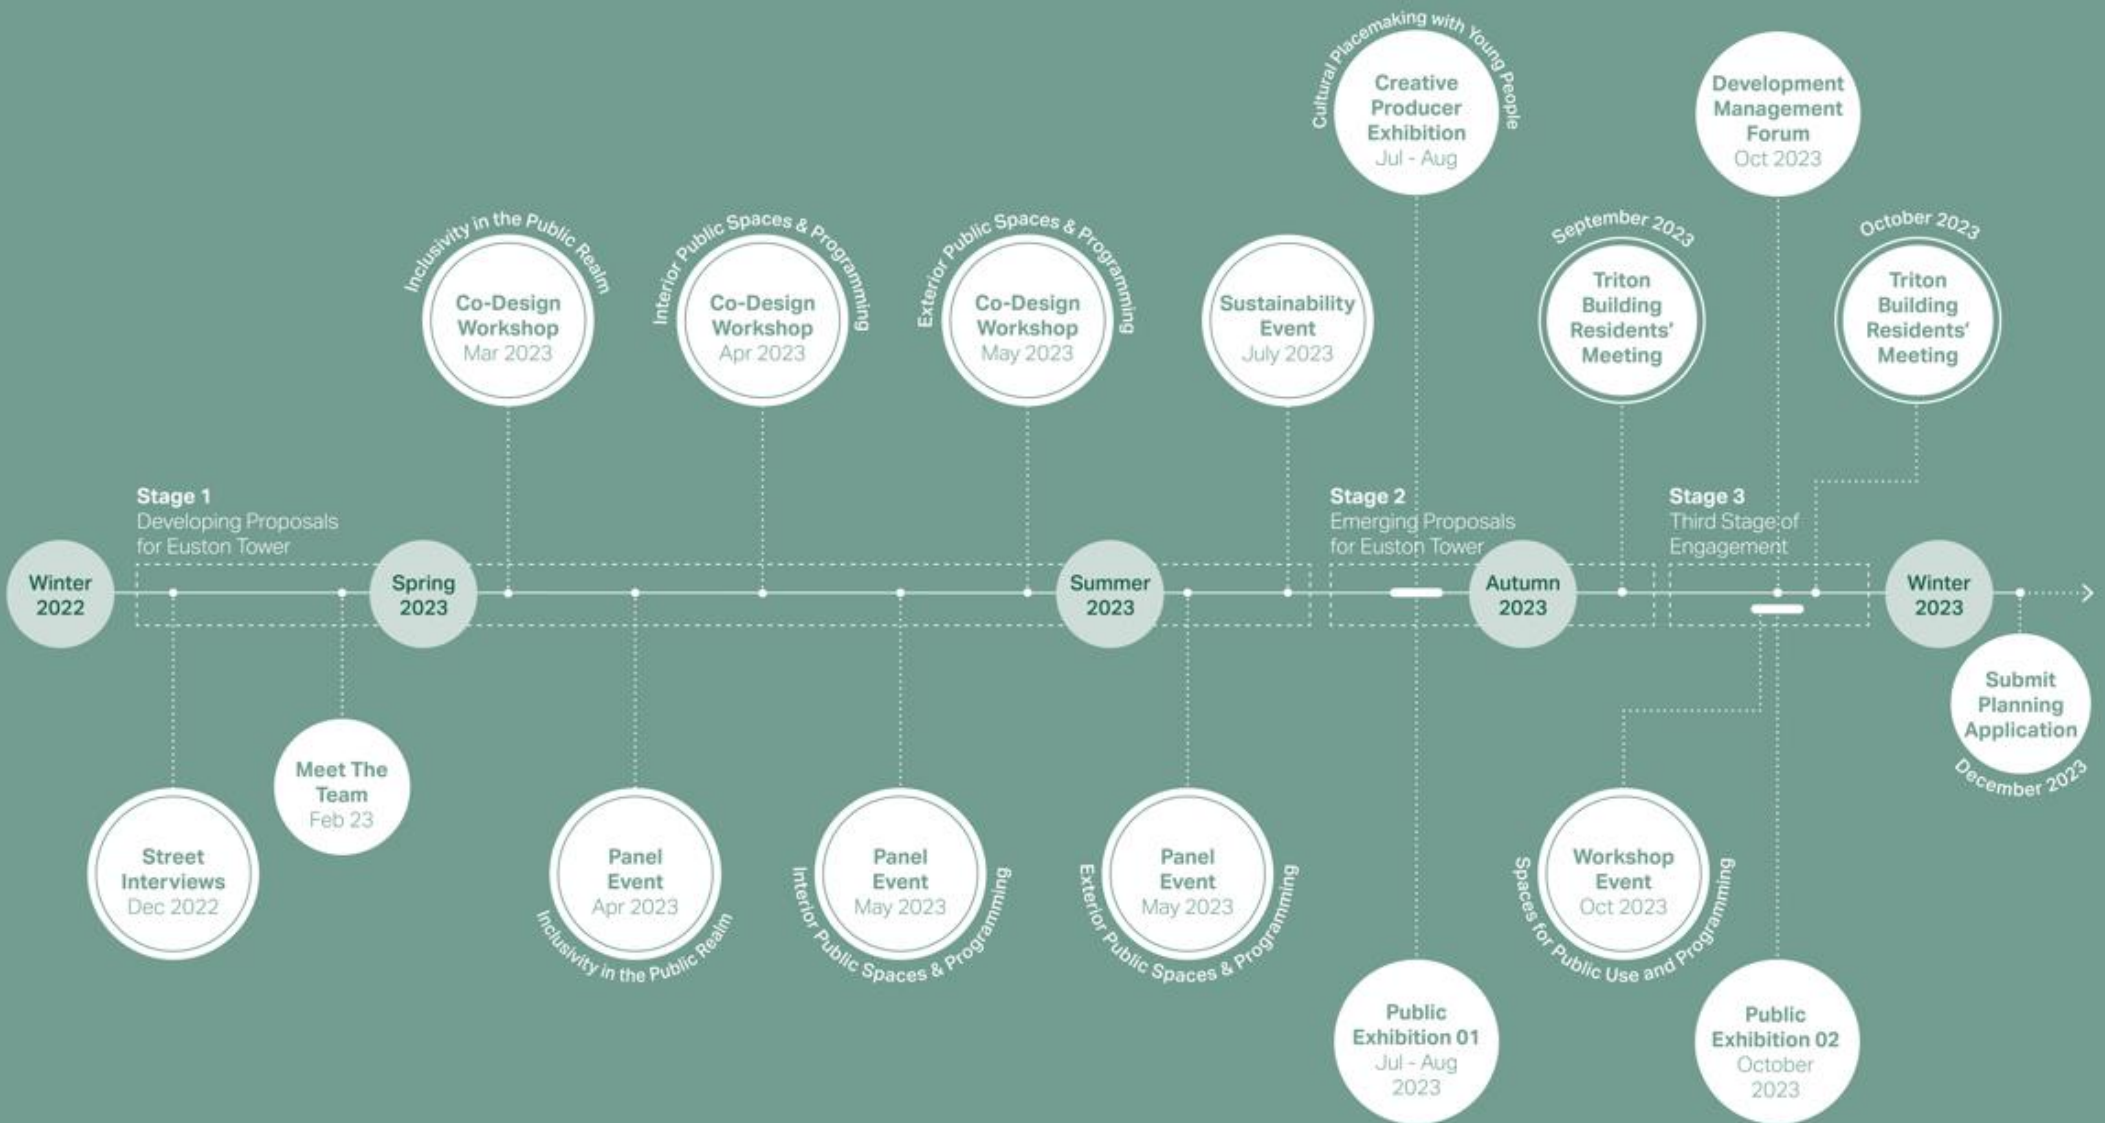 Cultural Placemaking with Young People
Creative
Producer
Exhibition
Jul - Aug
Development
Management
Forum
Oct 2023
Inclusivity in the Public Realm
Co-Design
Workshop
Mar 2023
Interior Public Spaces & Programming
Co-Design
Workshop
Apr 2023
Exterior Public Spaces & Programming
Co-Design
Workshop
May 2023
Sustainability
Event
July 2023
September 2023
Triton
Building
Residents'
Meeting
October 2023
Triton
Building
Residents'
Meeting
Stage 1
Developing Proposals
for Euston Tower
Stage 2
Emerging Proposals
for Euston Tower
Stage 3
Third Stage of
Engagement
Winter
2022
Spring
2023
Summer
2023
Autumn
2023
Winter
2023
Street
Interviews
Dec 2022
Meet The
Team
Feb 23
Panel
Event
Apr 2023
Inclusivity in the Public Realm
Panel
Event
May 2023
Interior Public Spaces & Programming
Panel
Event
May 2023
Exterior Public Spaces & Programming
Workshop
Event
Oct 2023
Spaces for Public Use and Programming
Submit
Planning
Application
December 2023
Public
Exhibition 01
Jul - Aug
2023
Public
Exhibition 02
October
2023